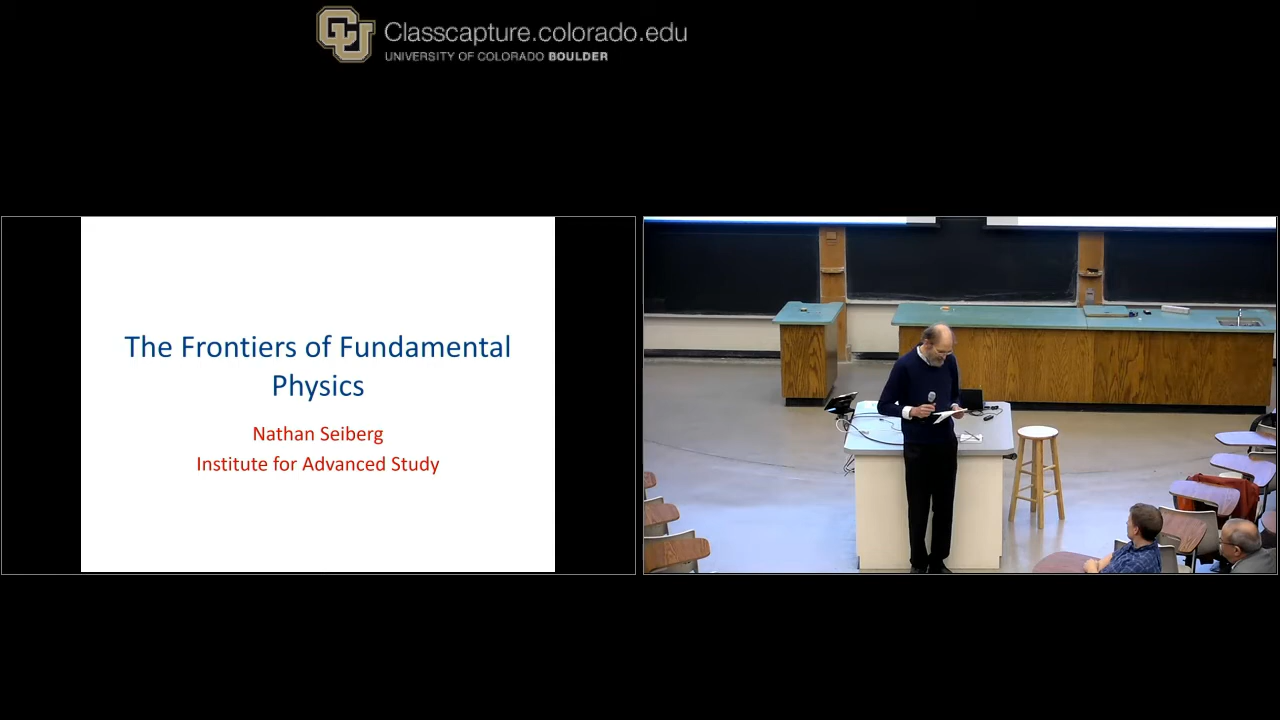 Classcapture.colorado.edu
UNIVERSITY OF COLORADO BOULDER
The Frontiers of Fundamental
Physics
Nathan Seiberg
Institute for Advanced Study